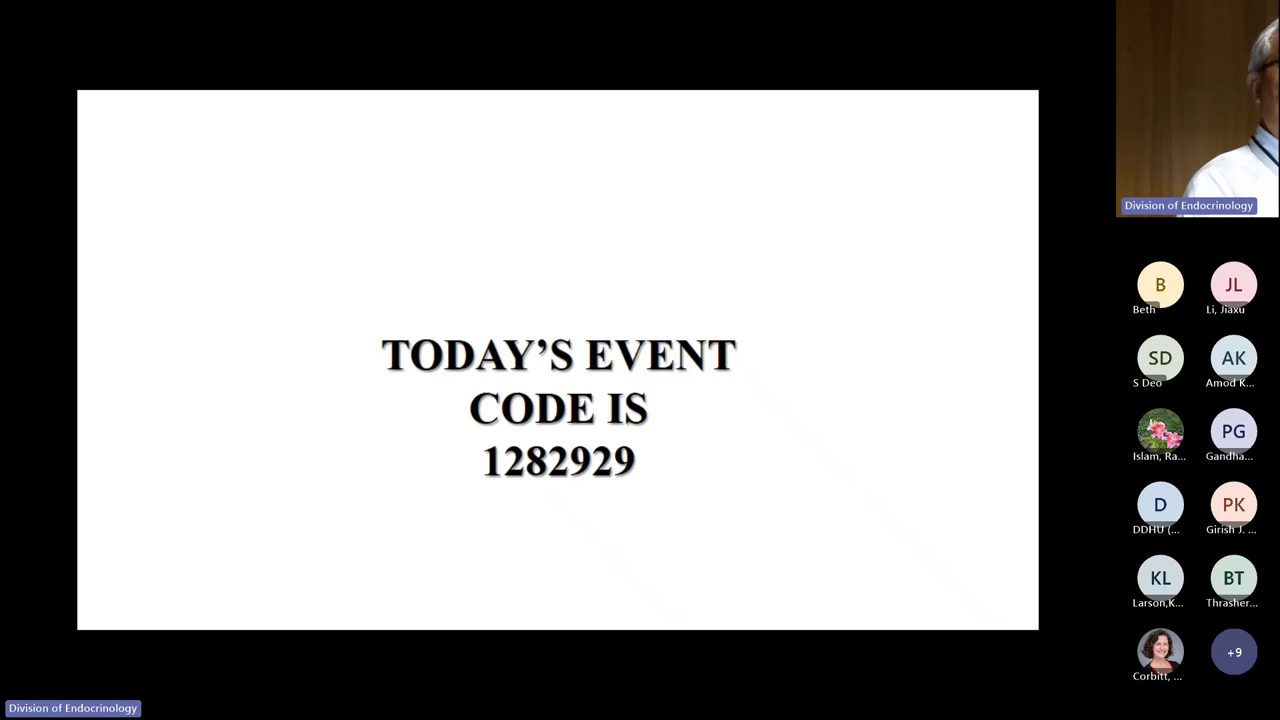 TODAY’S EVENT
CODE IS
1282929
Division of Endocrinology
B
Beth
JL
Li, Jiaxu
SD
S Deo
AK
Amod K...
Islam, Ra...
PG
Gandha...
D
DDHU (...
PK
Girish J. ...
KL
Larson,K...
BT
Thrasher...
Corbitt, ...
+9
Division of Endocrinology